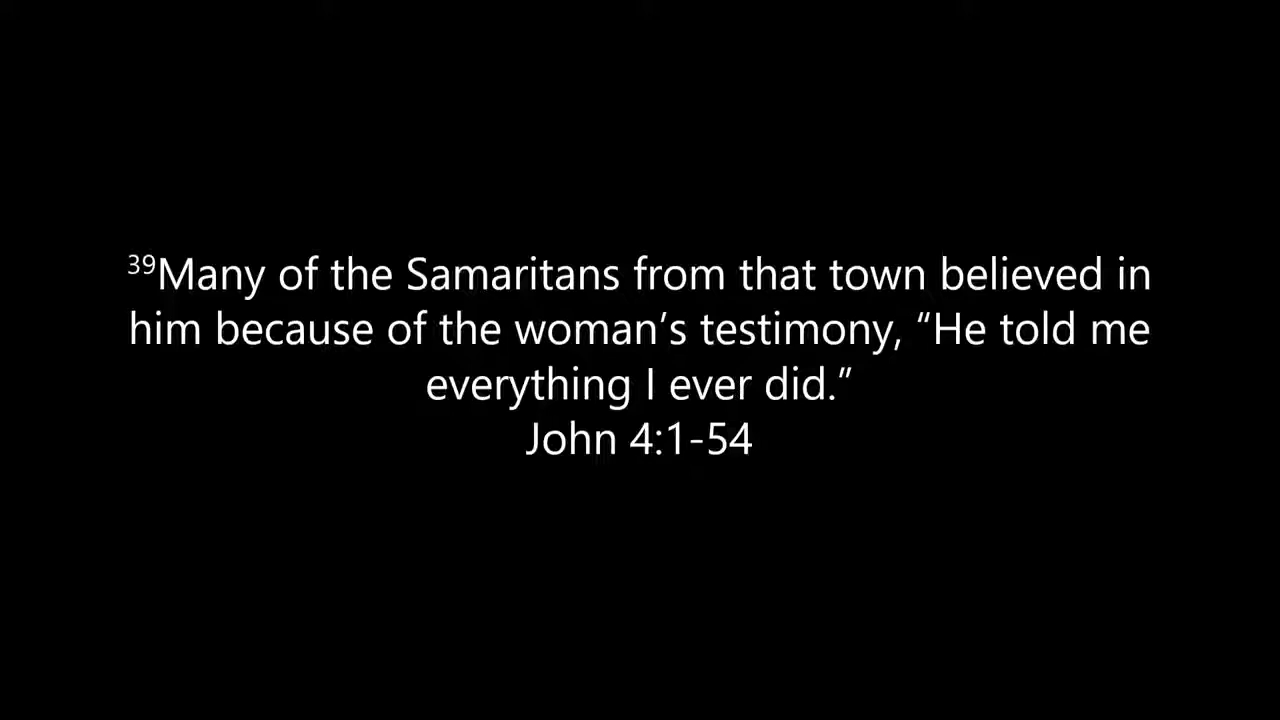 ³⁹Many of the Samaritans from that town believed in
him because of the woman’s testimony, “He told me
everything I ever did.”
John 4:1-54